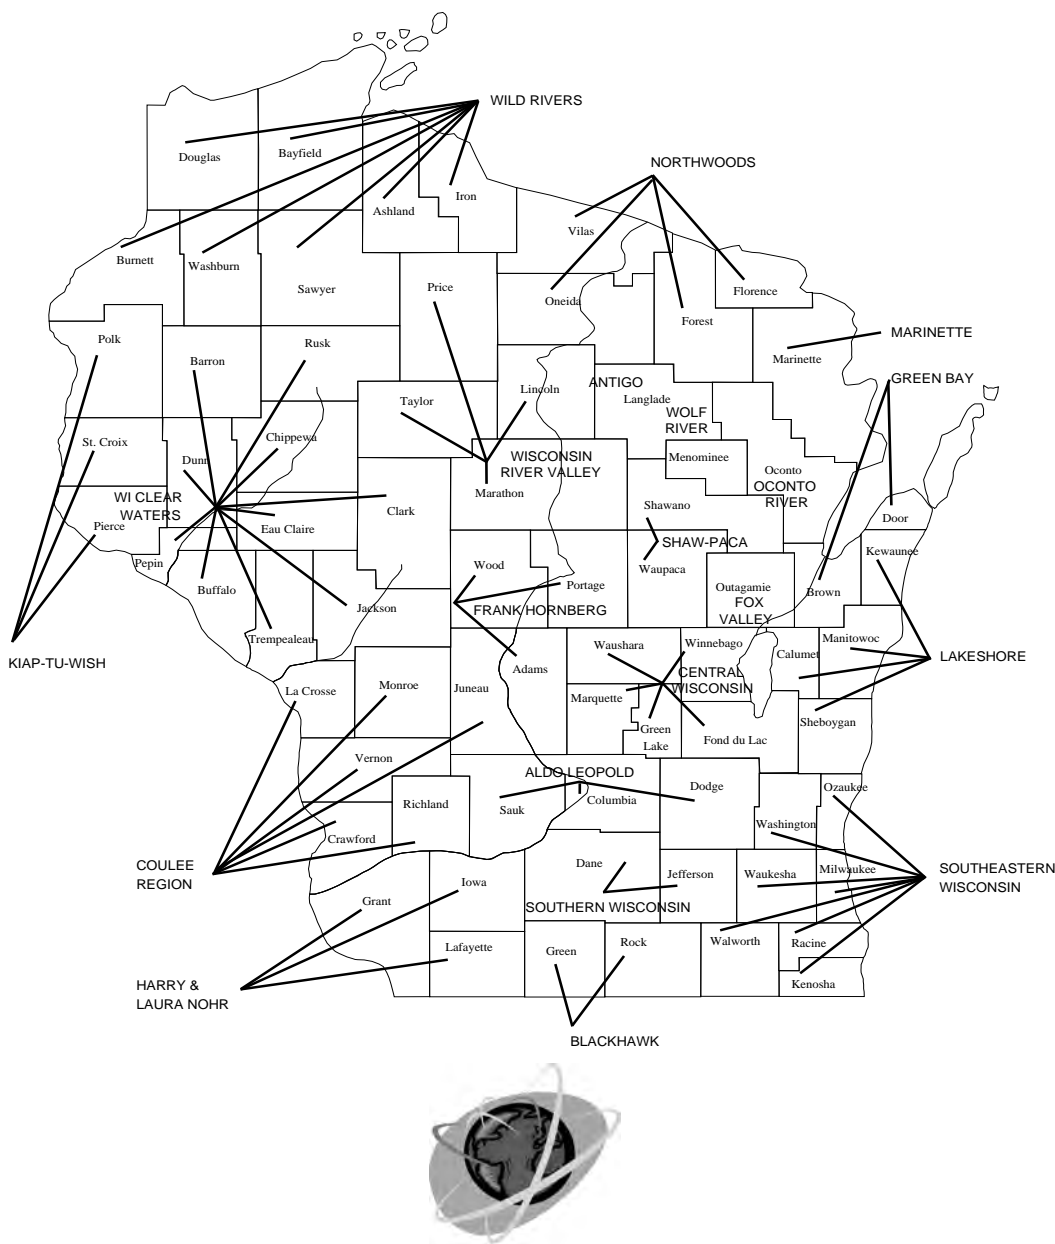 WILD RIVERS
Douglas
Bayfield
NORTHWOODS
Ashland
Iron
Vilas
Burnett
Washburn
Sawyer
Price
Oneida
Florence
Forest
MARINETTE
Polk
Barron
Rusk
Marinette
GREEN BAY
ANTIGO
Lincoln
Langlade
Taylor
WOLF
RIVER
St. Croix
Chippewa
Dunn
WISCONSIN
RIVER VALLEY
Menominee
Oconto
OCONTO
RIVER
WI CLEAR
WATERS
Marathon
Shawano
Clark
Door
Pierce
Eau Claire
SHAW-PACA
Kewaunee
Pepin
Wood
Waupaca
Buffalo
Portage
Outagamie
Brown
FOX
VALLEY
Jackson
FRANK HORNBERG
Trempealeau
Waushara
Winnebago
Manitowoc
Calumet
LAKESHORE
KIAP-TU-WISH
Adams
CENTRAL
WISCONSIN
La Crosse
Monroe
Juneau
Marquette
Sheboygan
Green
Lake
Fond du Lac
Vernon
ALDO LEOPOLD
Dodge
Ozaukee
Richland
Sauk
Columbia
Washington
Crawford
COULEE
REGION
Dane
Jefferson
Waukesha
Milwaukee
SOUTHEASTERN
WISCONSIN
Iowa
Grant
SOUTHERN WISCONSIN
Lafayette
Green
Rock
Walworth
Racine
HARRY &
LAURA NOHR
Kenosha
BLACKHAWK